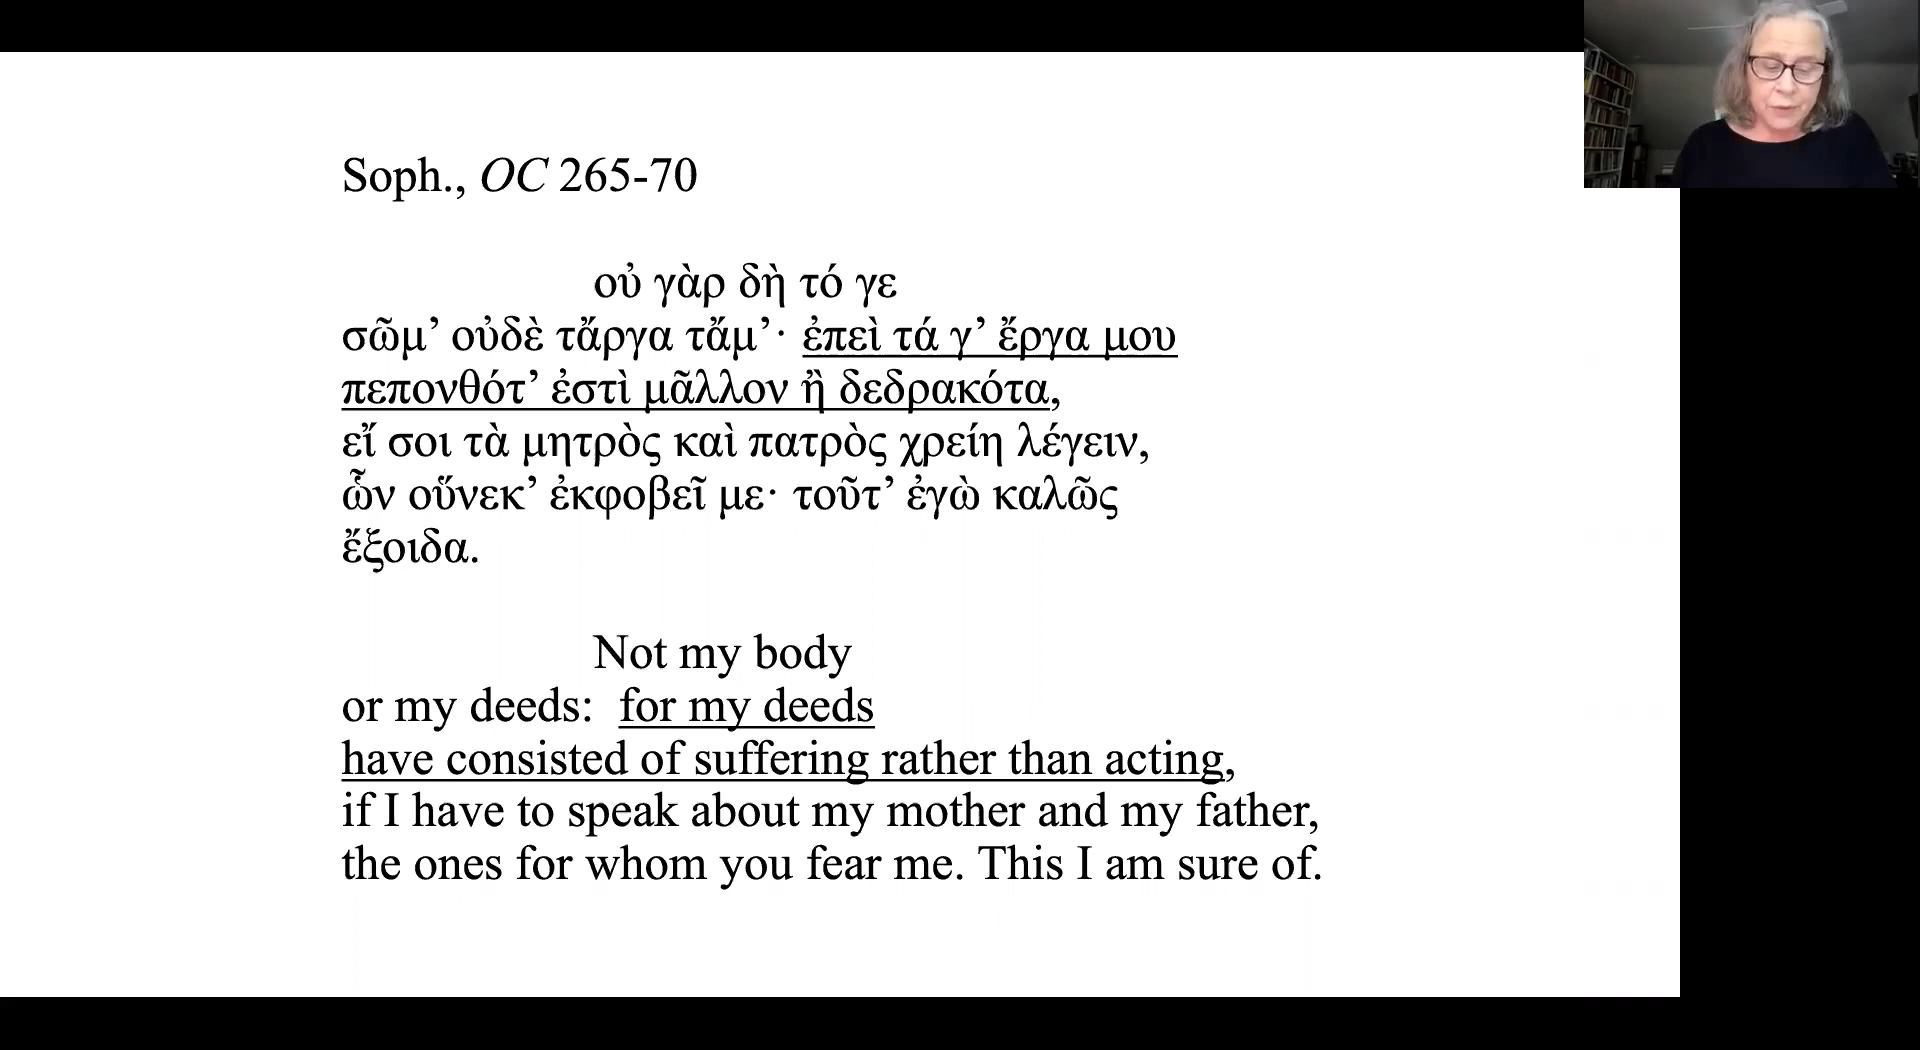 Soph., OC 265-70
οὐ γὰρ δὴ τό γε
σῶμ’ οὐδὲ τἄργα τἄμ’· ἐπεὶ τά γ’ ἔργα μου
πεπονθότ’ ἐστὶ μᾶλλον ἢ δεδρακότα,
εἴ σοι τὰ μητρὸς καὶ πατρὸς χρείη λέγειν,
ὧν οὕνεκ’ ἐκφοβεῖ με· τοῦτ’ ἐγὼ καλῶς
ἔξοιδα.
Not my body
or my deeds: for my deeds
have consisted of suffering rather than acting,
if I have to speak about my mother and my father,
the ones for whom you fear me. This I am sure of.